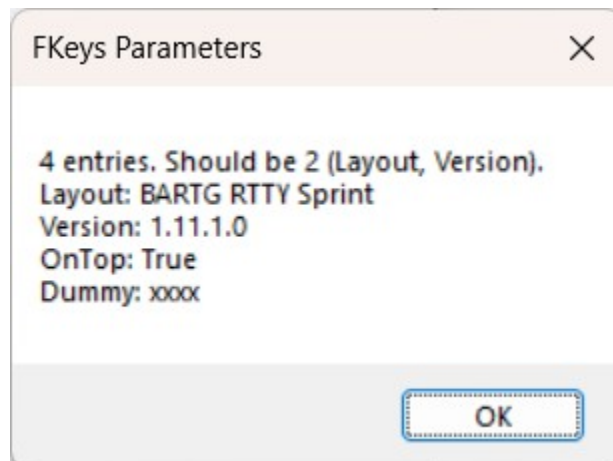 FKeys Parameters
4 entries. Should be 2 (Layout, Version).
Layout: BARTG RTTY Sprint
Version: 1.11.1.0
OnTop: True
Dummy: xxxx
OK